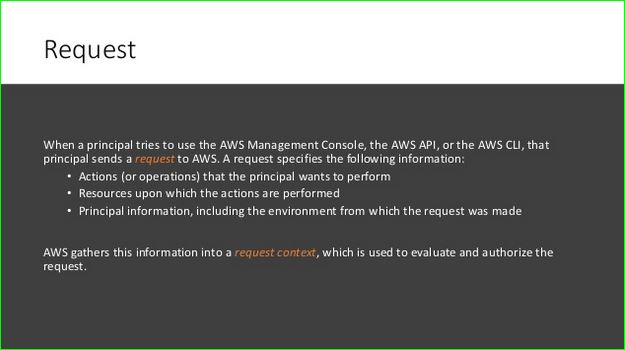 Request
When a principal tries to use the AWS Management Console, the AWS API, or the AWS CLI, that
principal sends a request to AWS. A request specifies the following information:
• Actions (or operations) that the principal wants to perform
• Resources upon which the actions are performed
• Principal information, including the environment from which the request was made
AWS gathers this information into a request context, which is used to evaluate and authorize the
request.